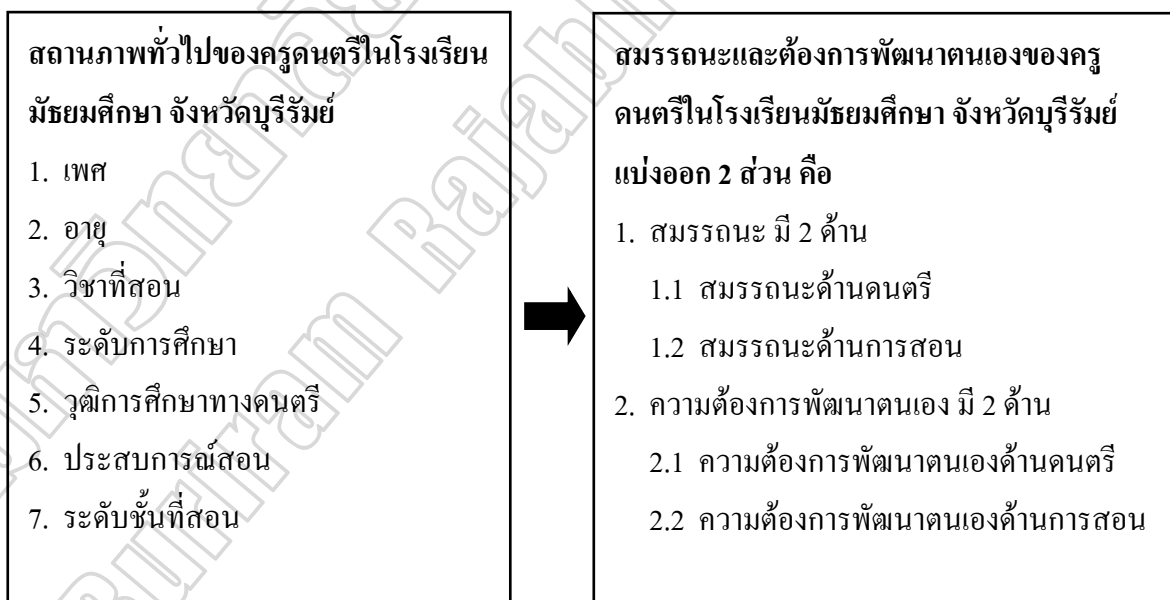 สถานภาพทั่วไปของครูดนตรีในโรงเรียน
มัธยมศึกษา จังหวัดบุรีรัมย์
1. เพศ
2. อายุ
3. วิชาที่สอน
4. ระดับการศึกษา
5. วุฒิการศึกษาทางดนตรี
6. ประสบการณ์สอน
7. ระดับชั้นที่สอน
สมรรถนะและต้องการพัฒนาตนเองของครู
ดนตรีในโรงเรียนมัธยมศึกษา จังหวัดบุรีรัมย์
แบ่งออก 2 ส่วน คือ
1. สมรรถนะ มี 2 ด้าน
1.1 สมรรถนะด้านดนตรี
1.2 สมรรถนะด้านการสอน
2. ความต้องการพัฒนาตนเอง มี 2 ด้าน
2.1 ความต้องการพัฒนาตนเองด้านดนตรี
2.2 ความต้องการพัฒนาตนเองด้านการสอน
Buriram Rajabh